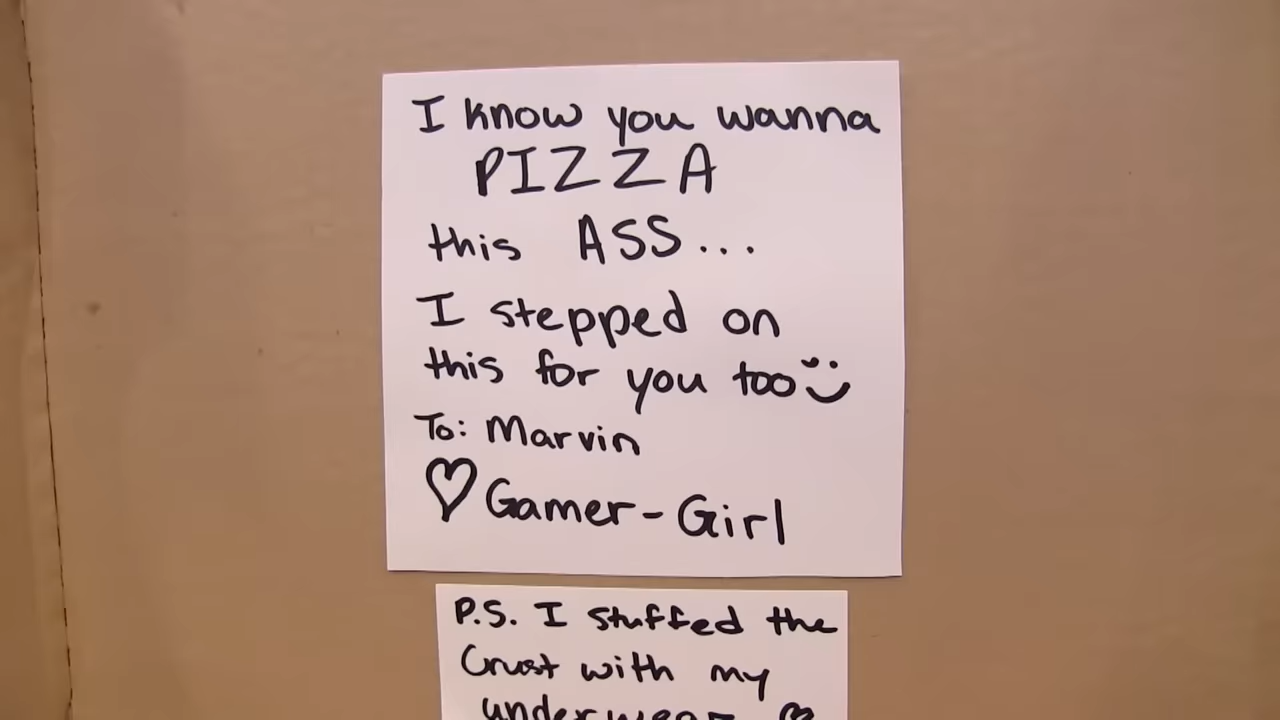 I know you wanna
PIZZA
this ASS...
I stepped on
this for you too
To: Marvin
♡ Gamer-Girl
P.S. I stuffed the
Crust with my
underwear ♡